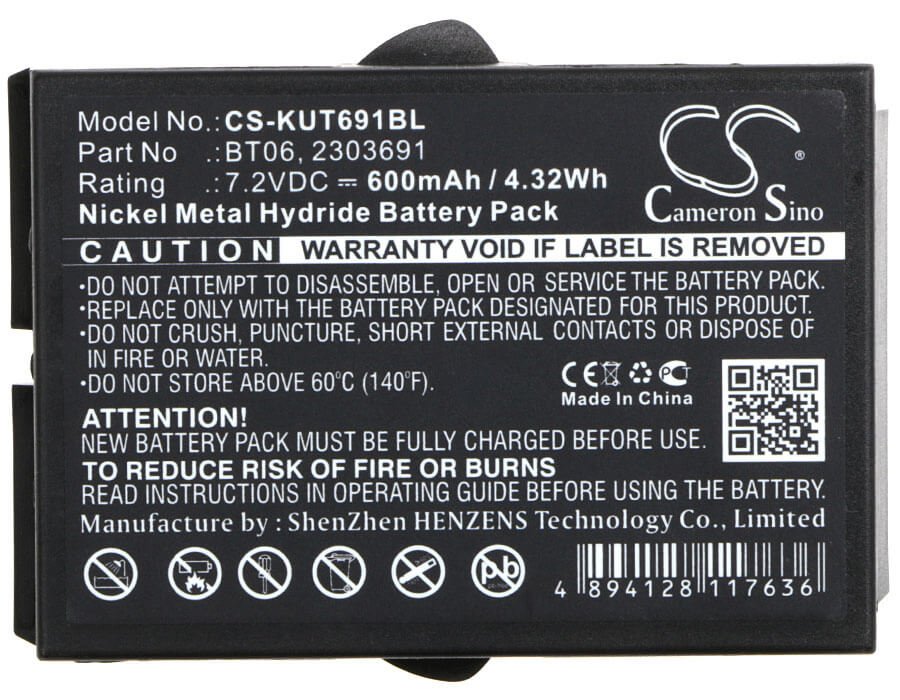 Model No.: CS-KUT691BL
Part No .: BT06, 2303691
Rating .: 7.2VDC ⎓ 600mAh / 4.32Wh
Nickel Metal Hydride Battery Pack
CS
®
Cameron Sino
CAUTION WARRANTY VOID IF LABEL IS REMOVED
•DO NOT ATTEMPT TO DISASSEMBLE, OPEN OR SERVICE THE BATTERY PACK.
•REPLACE ONLY WITH THE BATTERY PACK DESIGNATED FOR THIS PRODUCT.
•DO NOT CRUSH, PUNCTURE, SHORT EXTERNAL CONTACTS OR DISPOSE OF
IN FIRE OR WATER.
•DO NOT STORE ABOVE 60°C (140°F).
CE
Made In China
ATTENTION!
NEW BATTERY PACK MUST BE FULLY CHARGED BEFORE USE.
TO REDUCE RISK OF FIRE OR BURNS
READ INSTRUCTIONS IN OPERATING GUIDE BEFORE USING THE BATTERY.
Manufacture by : ShenZhen HENZENS Technology Co., Limited
Pb
4 894128 117636